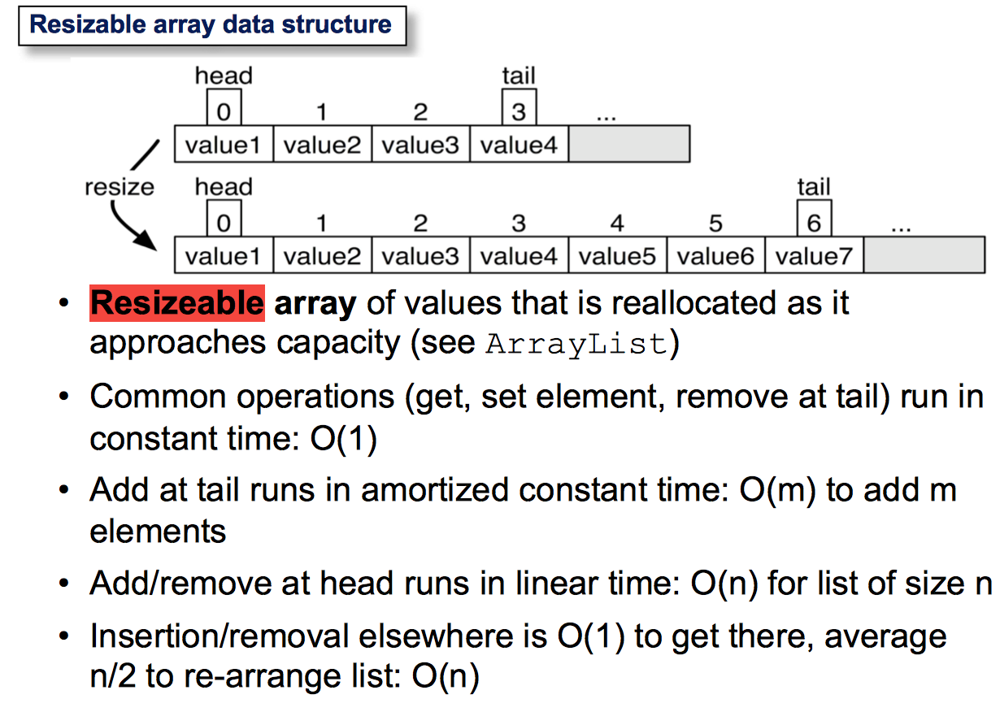 Resizable array data structure
head tail
0 1 2 3 ...
value1 value2 value3 value4
resize head tail
0 1 2 3 4 5 6 ...
value1 value2 value3 value4 value5 value6 value7
• Resizeable array of values that is reallocated as it
approaches capacity (see ArrayList)
• Common operations (get, set element, remove at tail) run in
constant time: O(1)
• Add at tail runs in amortized constant time: O(m) to add m
elements
• Add/remove at head runs in linear time: O(n) for list of size n
• Insertion/removal elsewhere is O(1) to get there, average
n/2 to re-arrange list: O(n)